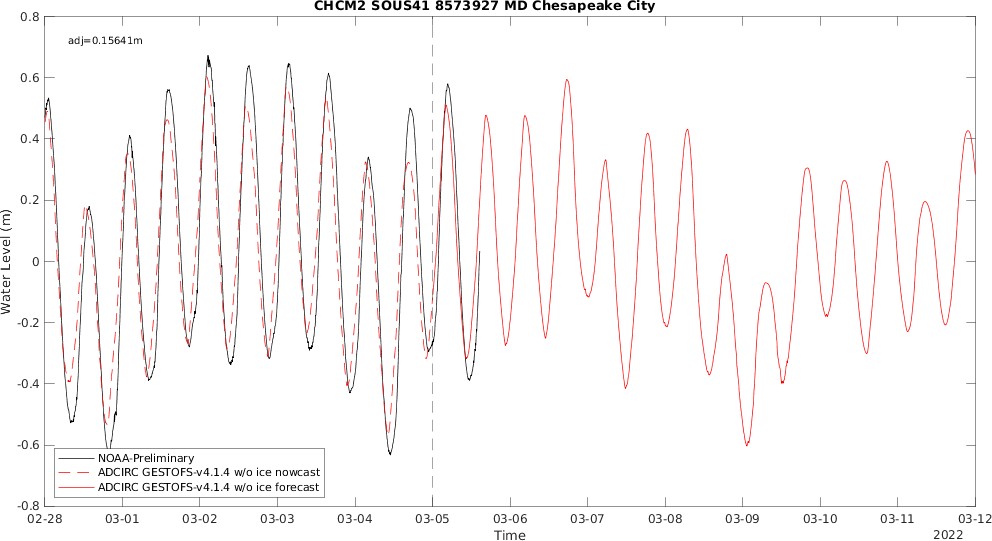 CHCM2 SOUS41 8573927 MD Chesapeake City
adj=0.15641m
0.8
0.6
0.4
0.2
0
-0.2
-0.4
-0.6
-0.8
Water Level (m)
NOAA-Preliminary
ADCIRC GESTOFS-v4.1.4 w/o ice nowcast
ADCIRC GESTOFS-v4.1.4 w/o ice forecast
02-28 03-01 03-02 03-03 03-04 03-05 03-06 03-07 03-08 03-09 03-10 03-11 03-12
Time
2022